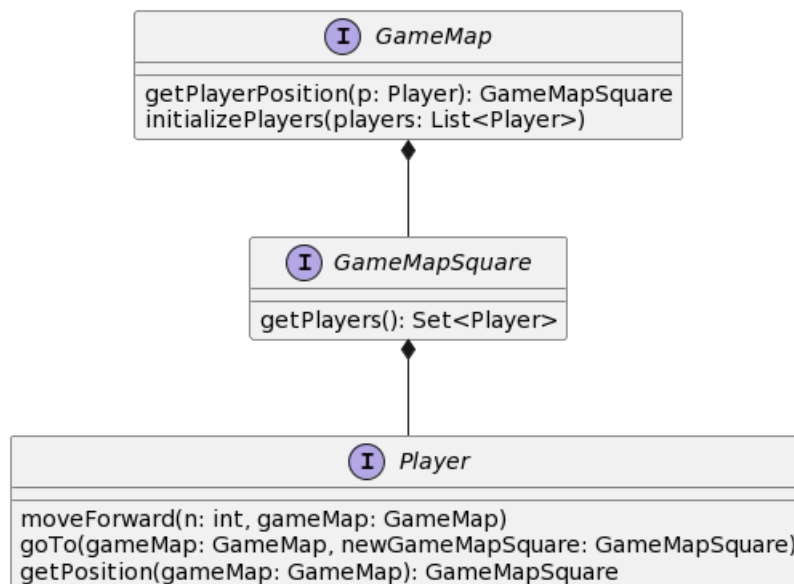 I GameMap
getPlayerPosition(p: Player): GameMapSquare
initializePlayers(players: List<Player>)
I GameMapSquare
getPlayers(): Set<Player>
I Player
moveForward(n: int, gameMap: GameMap)
goTo(gameMap: GameMap, newGameMapSquare: GameMapSquare)
getPosition(gameMap: GameMap): GameMapSquare